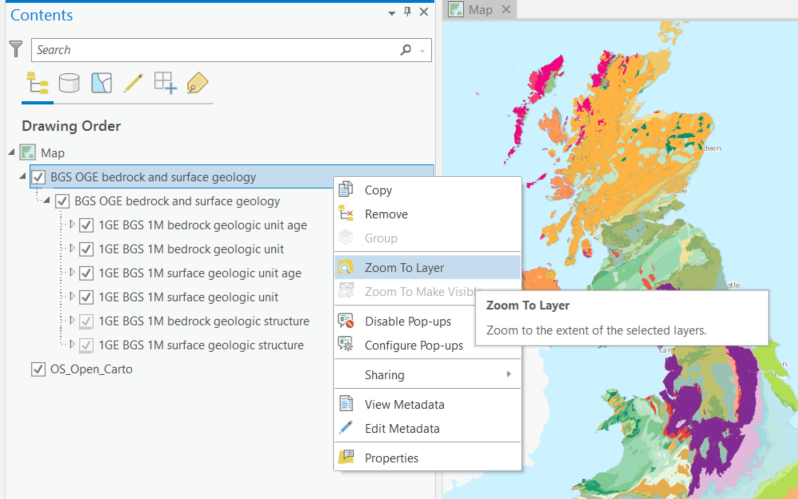 Contents
Map
Search
Drawing Order
Map
BGS OGE bedrock and surface geology
BGS OGE bedrock and surface geology
1GE BGS 1M bedrock geologic unit age
1GE BGS 1M bedrock geologic unit
1GE BGS 1M surface geologic unit age
1GE BGS 1M surface geologic unit
1GE BGS 1M bedrock geologic structure
1GE BGS 1M surface geologic structure
OS_Open_Carto
Copy
Remove
Group
Zoom To Layer
Zoom To Make
Disable Pop-ups
Configure Pop-ups
Sharing
View Metadata
Edit Metadata
Properties
Zoom To Layer
Zoom to the extent of the selected layers.